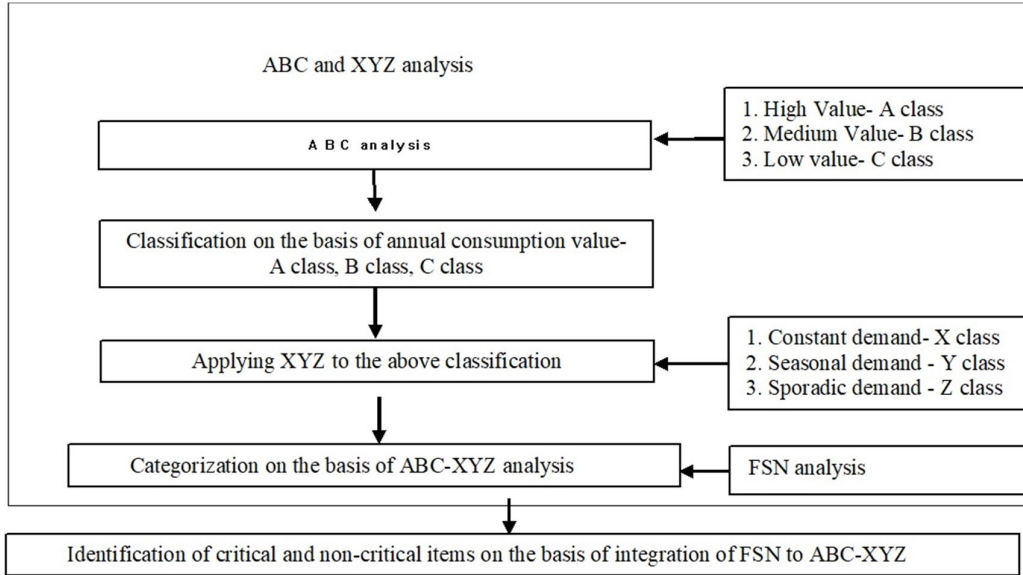 ABC and XYZ analysis
1. High Value- A class
2. Medium Value- B class
3. Low value- C class
ABC analysis
Classification on the basis of annual consumption value-
A class, B class, C class
1. Constant demand- X class
2. Seasonal demand - Y class
3. Sporadic demand - Z class
Applying XYZ to the above classification
Categorization on the basis of ABC-XYZ analysis
FSN analysis
Identification of critical and non-critical items on the basis of integration of FSN to ABC-XYZ